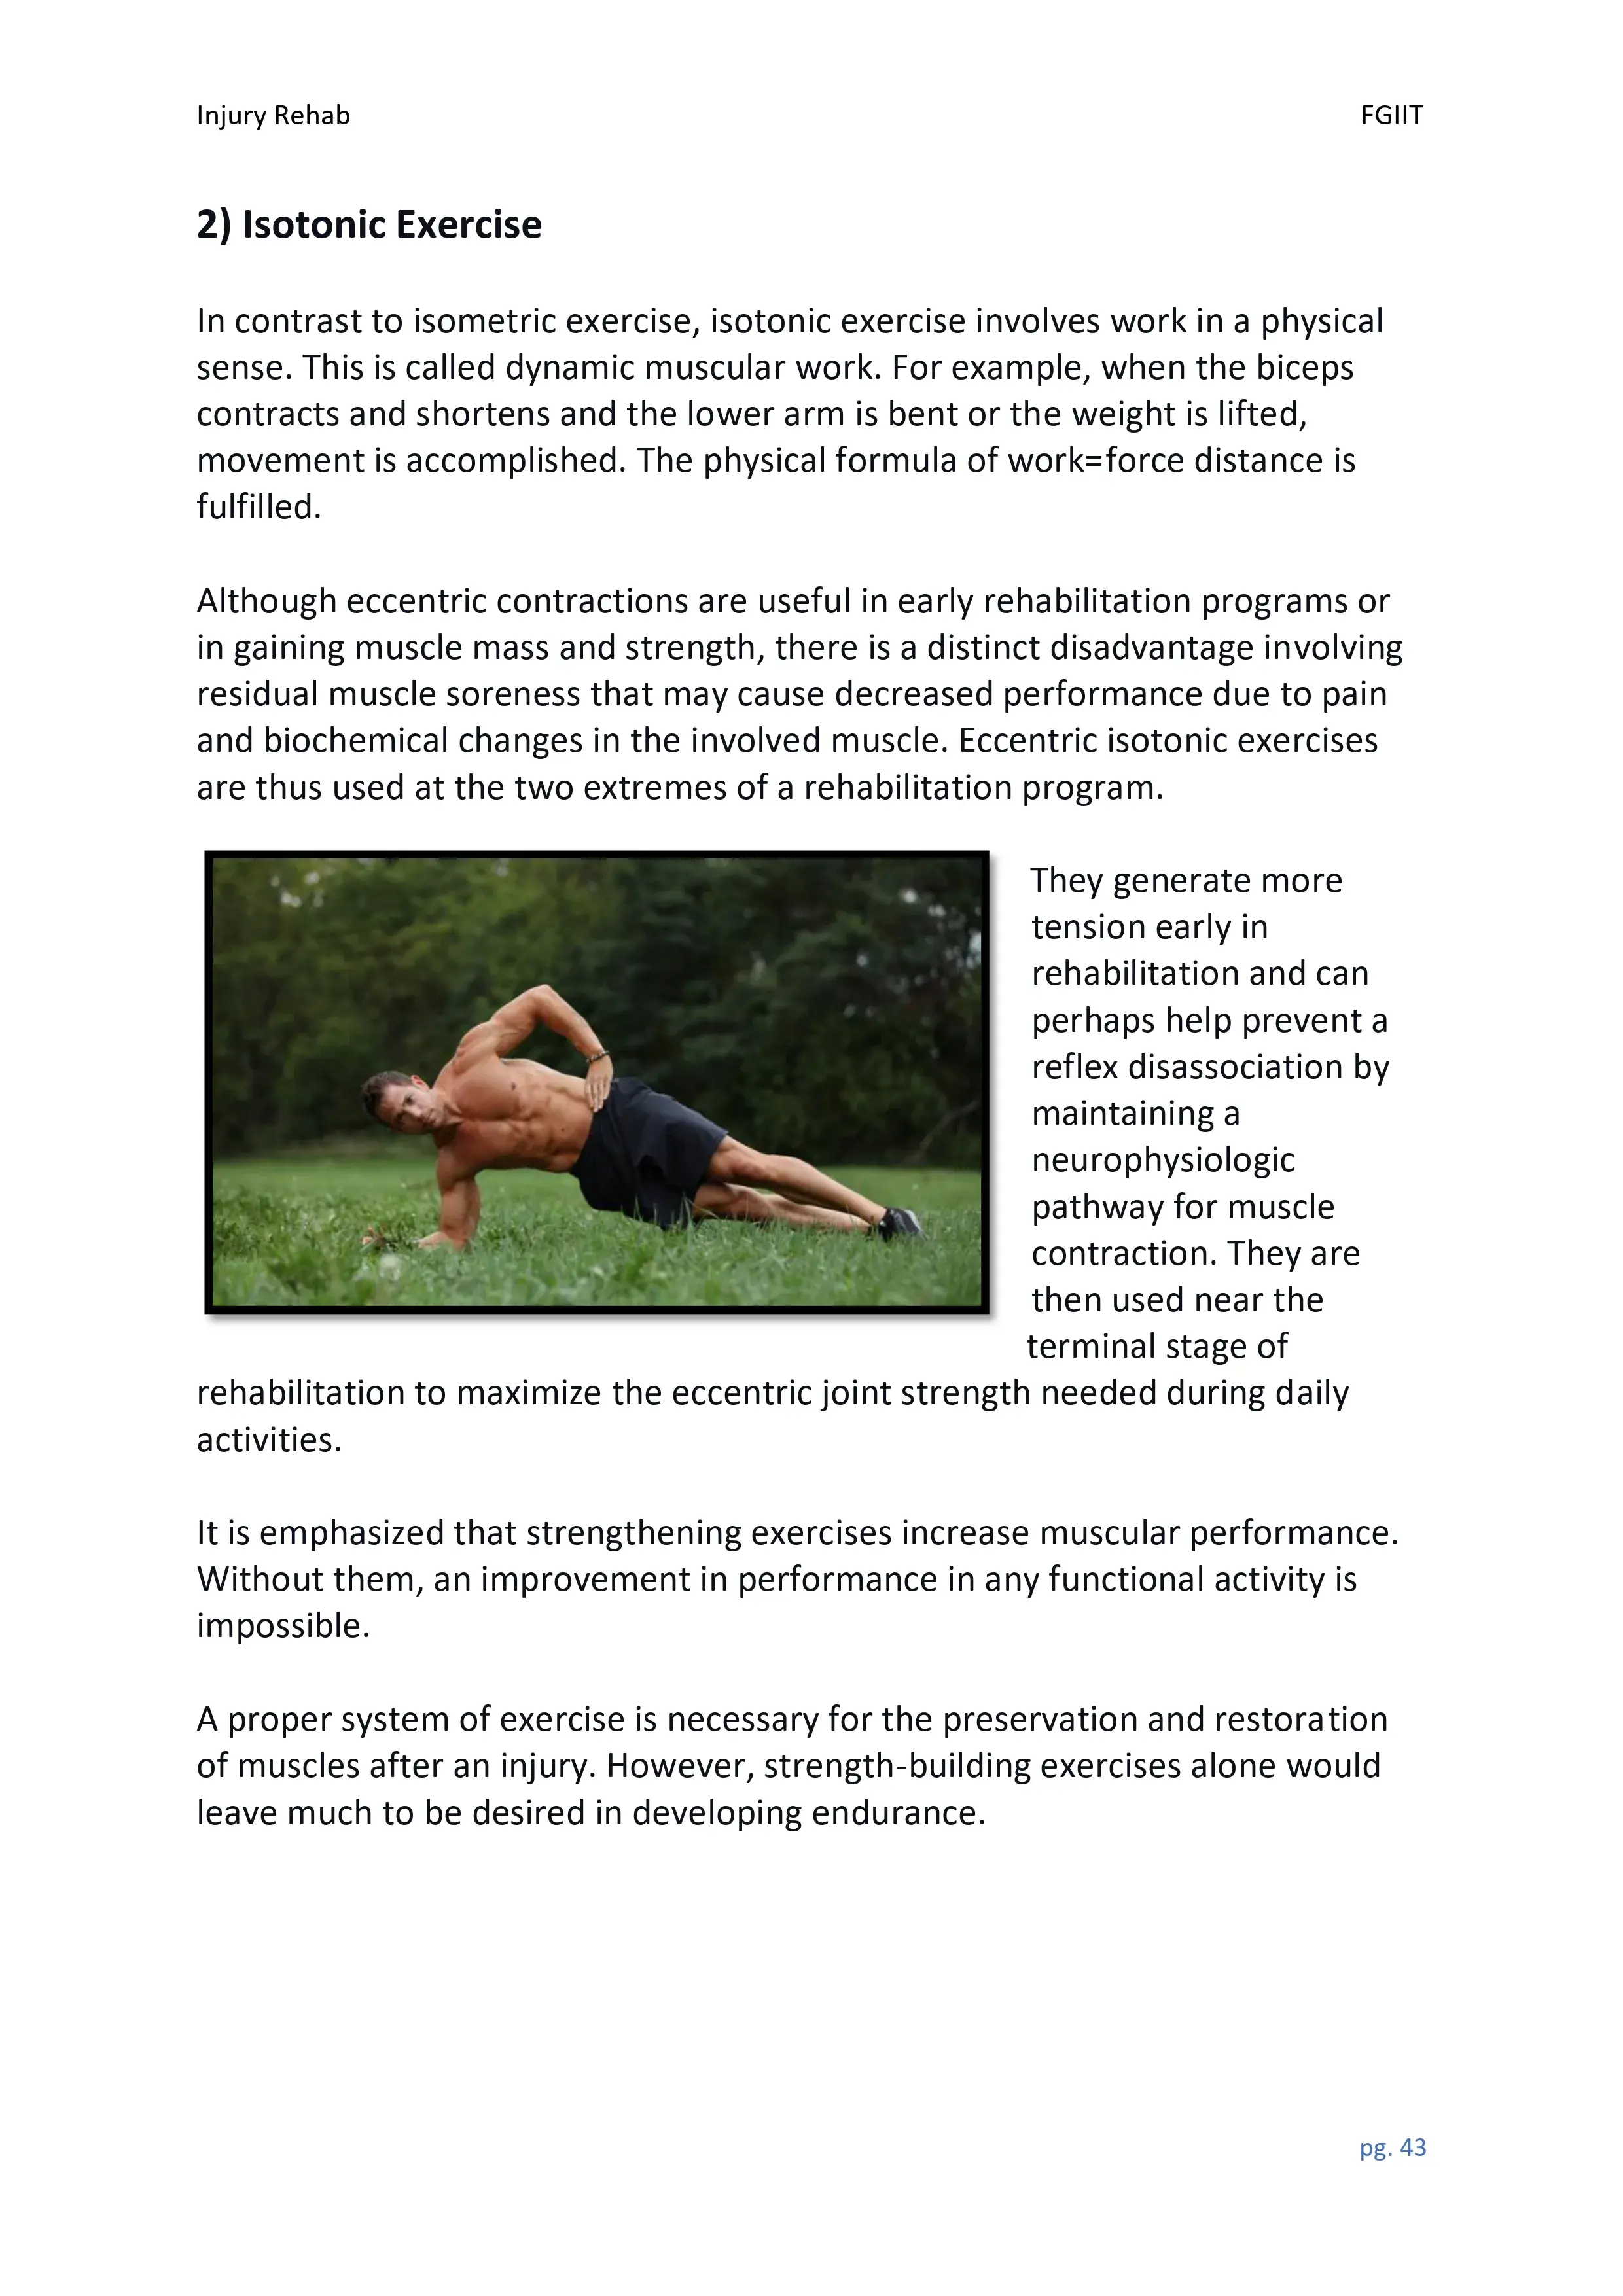 Injury Rehab FGIIT
2) Isotonic Exercise
In contrast to isometric exercise, isotonic exercise involves work in a physical
sense. This is called dynamic muscular work. For example, when the biceps
contracts and shortens and the lower arm is bent or the weight is lifted,
movement is accomplished. The physical formula of work=force distance is
fulfilled.
Although eccentric contractions are useful in early rehabilitation programs or
in gaining muscle mass and strength, there is a distinct disadvantage involving
residual muscle soreness that may cause decreased performance due to pain
and biochemical changes in the involved muscle. Eccentric isotonic exercises
are thus used at the two extremes of a rehabilitation program.
They generate more
tension early in
rehabilitation and can
perhaps help prevent a
reflex disassociation by
maintaining a
neurophysiologic
pathway for muscle
contraction. They are
then used near the
terminal stage of
rehabilitation to maximize the eccentric joint strength needed during daily
activities.
It is emphasized that strengthening exercises increase muscular performance.
Without them, an improvement in performance in any functional activity is
impossible.
A proper system of exercise is necessary for the preservation and restoration
of muscles after an injury. However, strength-building exercises alone would
leave much to be desired in developing endurance.
pg. 43